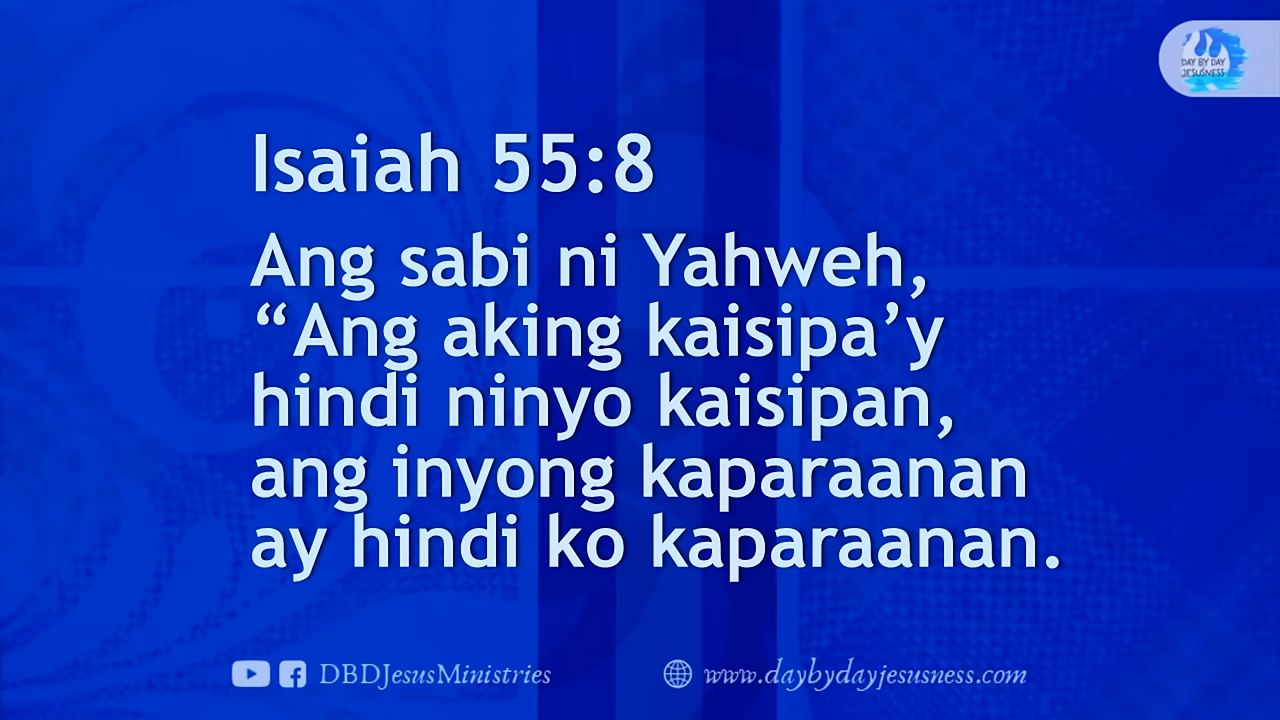 DAY BY DAY
JESUSNESS
Isaiah 55:8
Ang sabi ni Yahweh,
“Ang aking kaisipa’y
hindi ninyo kaisipan,
ang inyong kaparaanan
ay hindi ko kaparaanan.
DBDJesusMinistries
www.daybydayjesusness.com